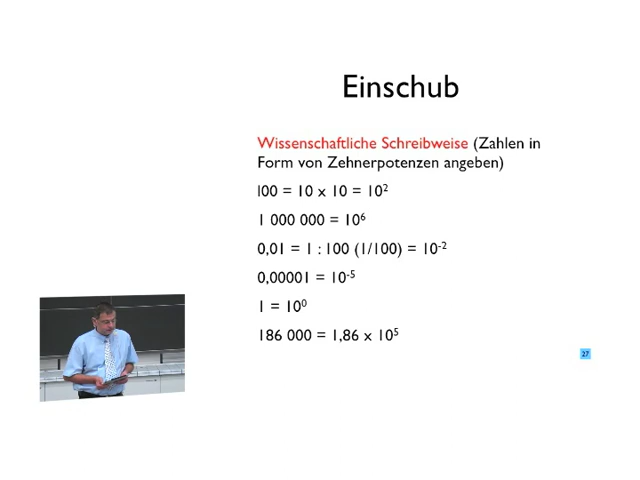 Einschub
Wissenschaftliche Schreibweise (Zahlen in
Form von Zehnerpotenzen angeben)
100 = 10 x 10 = 10²
1 000 000 = 10⁶
0,01 = 1 : 100 (1/100) = 10⁻²
0,00001 = 10⁻⁵
1 = 10⁰
186 000 = 1,86 x 10⁵
27